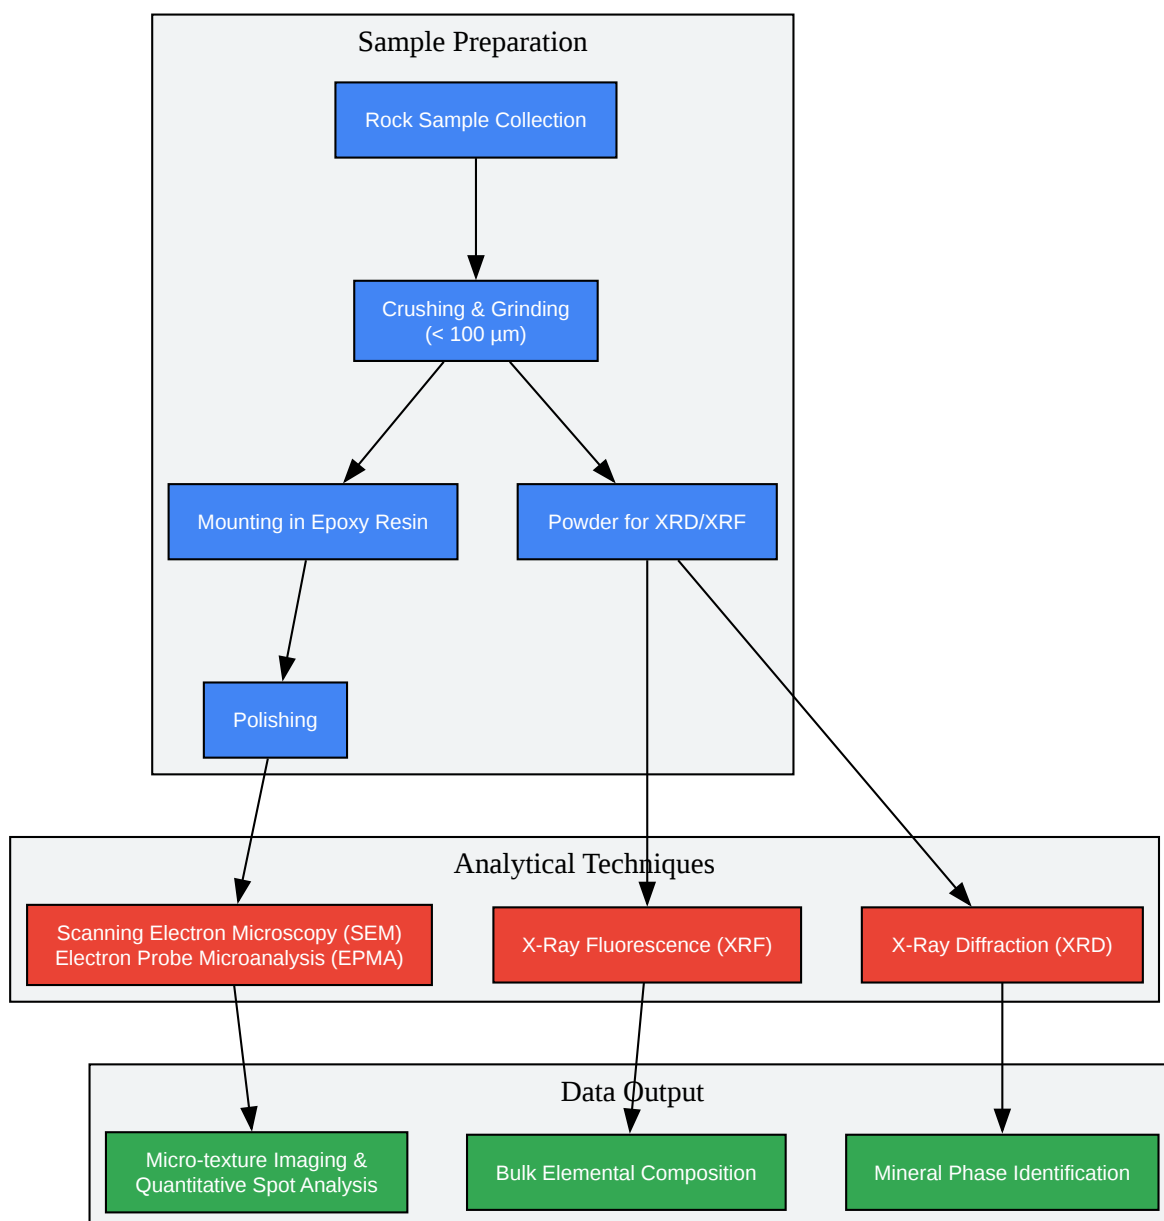 Sample Preparation
Rock Sample Collection
Crushing & Grinding
(< 100 µm)
Mounting in Epoxy Resin
Powder for XRD/XRF
Polishing
Analytical Techniques
Scanning Electron Microscopy (SEM)
Electron Probe Microanalysis (EPMA)
X-Ray Fluorescence (XRF)
X-Ray Diffraction (XRD)
Data Output
Micro-texture Imaging &
Quantitative Spot Analysis
Bulk Elemental Composition
Mineral Phase Identification